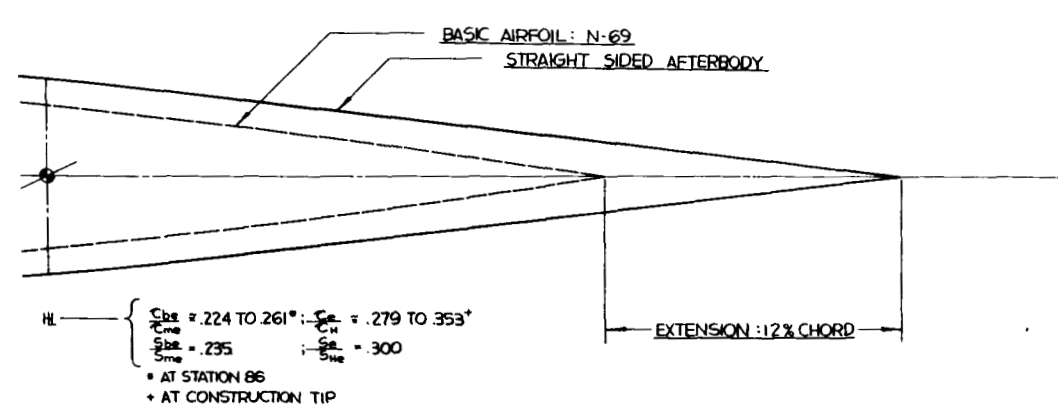 BASIC AIRFOIL: N-69
STRAIGHT SIDED AFTERBODY
HL
Cbe/Cme = .224 TO .261* ; Ce/CH = .279 TO .353+
Sbe/Sme = .235 ; Se/SHe = .300
* AT STATION 86
+ AT CONSTRUCTION TIP
EXTENSION: 12% CHORD